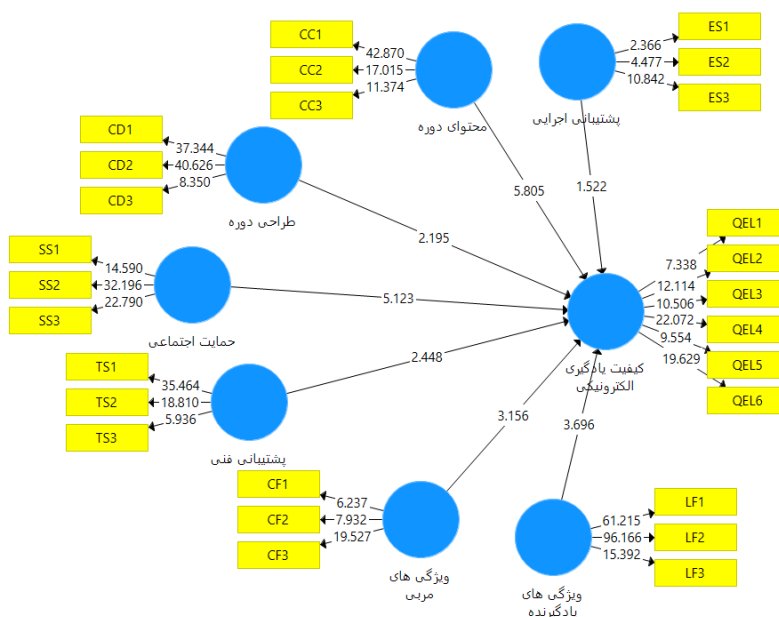 CC1
CC2
CC3
42.870
17.015
11.374
محتوای دوره
ES1
ES2
ES3
2.366
4.477
10.842
پشتیبانی اجرایی
CD1
CD2
CD3
37.344
40.626
8.350
طراحی دوره
5.805
1.522
2.195
SS1
SS2
SS3
14.590
32.196
22.790
حمایت اجتماعی
5.123
QEL1
QEL2
QEL3
QEL4
QEL5
QEL6
7.338
12.114
10.506
22.072
9.554
19.629
کیفیت یادگیری
الکترونیکی
TS1
TS2
TS3
35.464
18.810
5.936
پشتیبانی فنی
2.448
3.156
3.696
CF1
CF2
CF3
6.237
7.932
19.527
ویژگی های
مربی
LF1
LF2
LF3
61.215
96.166
15.392
ویژگی های
یادگیرنده